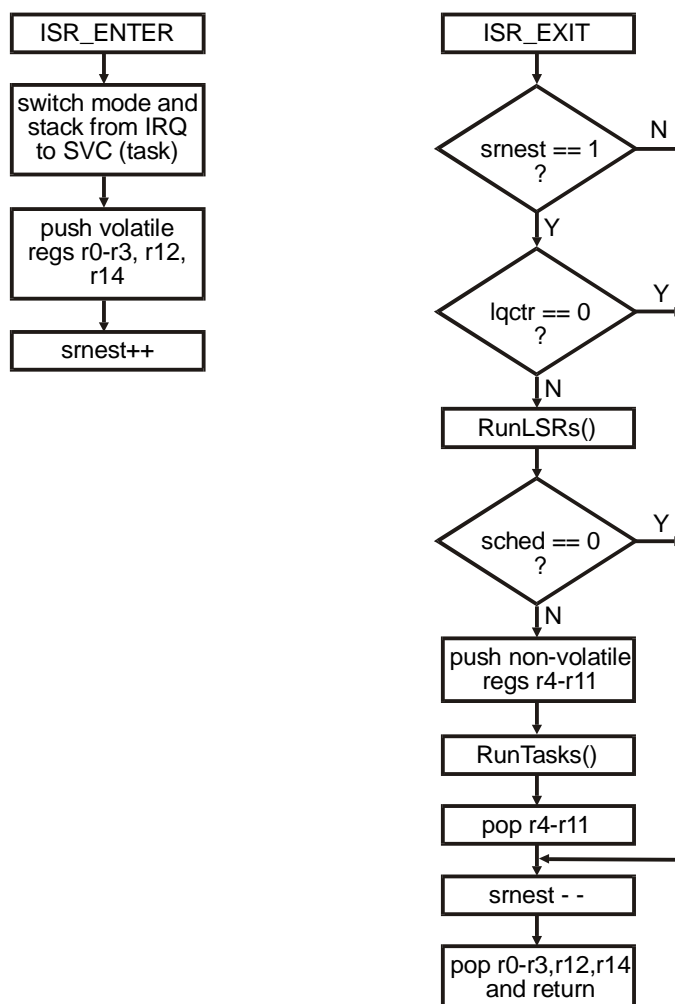 ISR_ENTER
switch mode and
stack from IRQ
to SVC (task)
push volatile
regs r0-r3, r12,
r14
srnest++
ISR_EXIT
srnest == 1
?
N
Y
lqctr == 0
?
Y
N
RunLSRs()
sched == 0
?
Y
N
push non-volatile
regs r4-r11
RunTasks()
pop r4-r11
srnest - -
pop r0-r3,r12,r14
and return